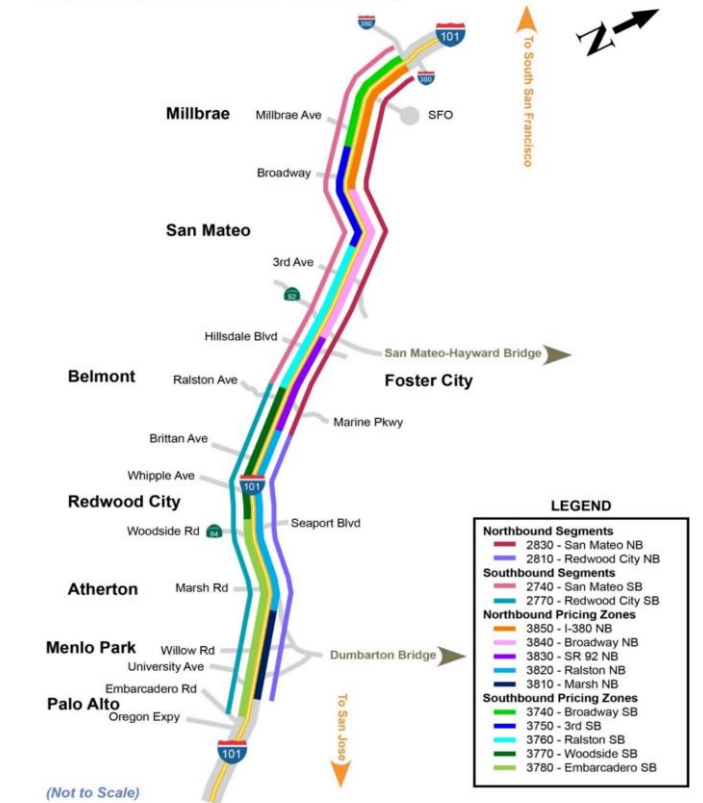 380
101
N
To South San Francisco
380
Millbrae
Millbrae Ave
SFO
Broadway
San Mateo
3rd Ave
92
Hillsdale Blvd
San Mateo-Hayward Bridge
Belmont
Ralston Ave
Foster City
Marine Pkwy
Brittan Ave
Whipple Ave
101
Redwood City
Woodside Rd
84
Seaport Blvd
Atherton
Marsh Rd
Menlo Park
Willow Rd
Dumbarton Bridge
University Ave
Embarcadero Rd
Palo Alto
Oregon Expy
To San Jose
101
(Not to Scale)
LEGEND
Northbound Segments
2830 - San Mateo NB
2810 - Redwood City NB
Southbound Segments
2740 - San Mateo SB
2770 - Redwood City SB
Northbound Pricing Zones
3850 - I-380 NB
3840 - Broadway NB
3830 - SR 92 NB
3820 - Ralston NB
3810 - Marsh NB
Southbound Pricing Zones
3740 - Broadway SB
3750 - 3rd SB
3760 - Ralston SB
3770 - Woodside SB
3780 - Embarcadero SB